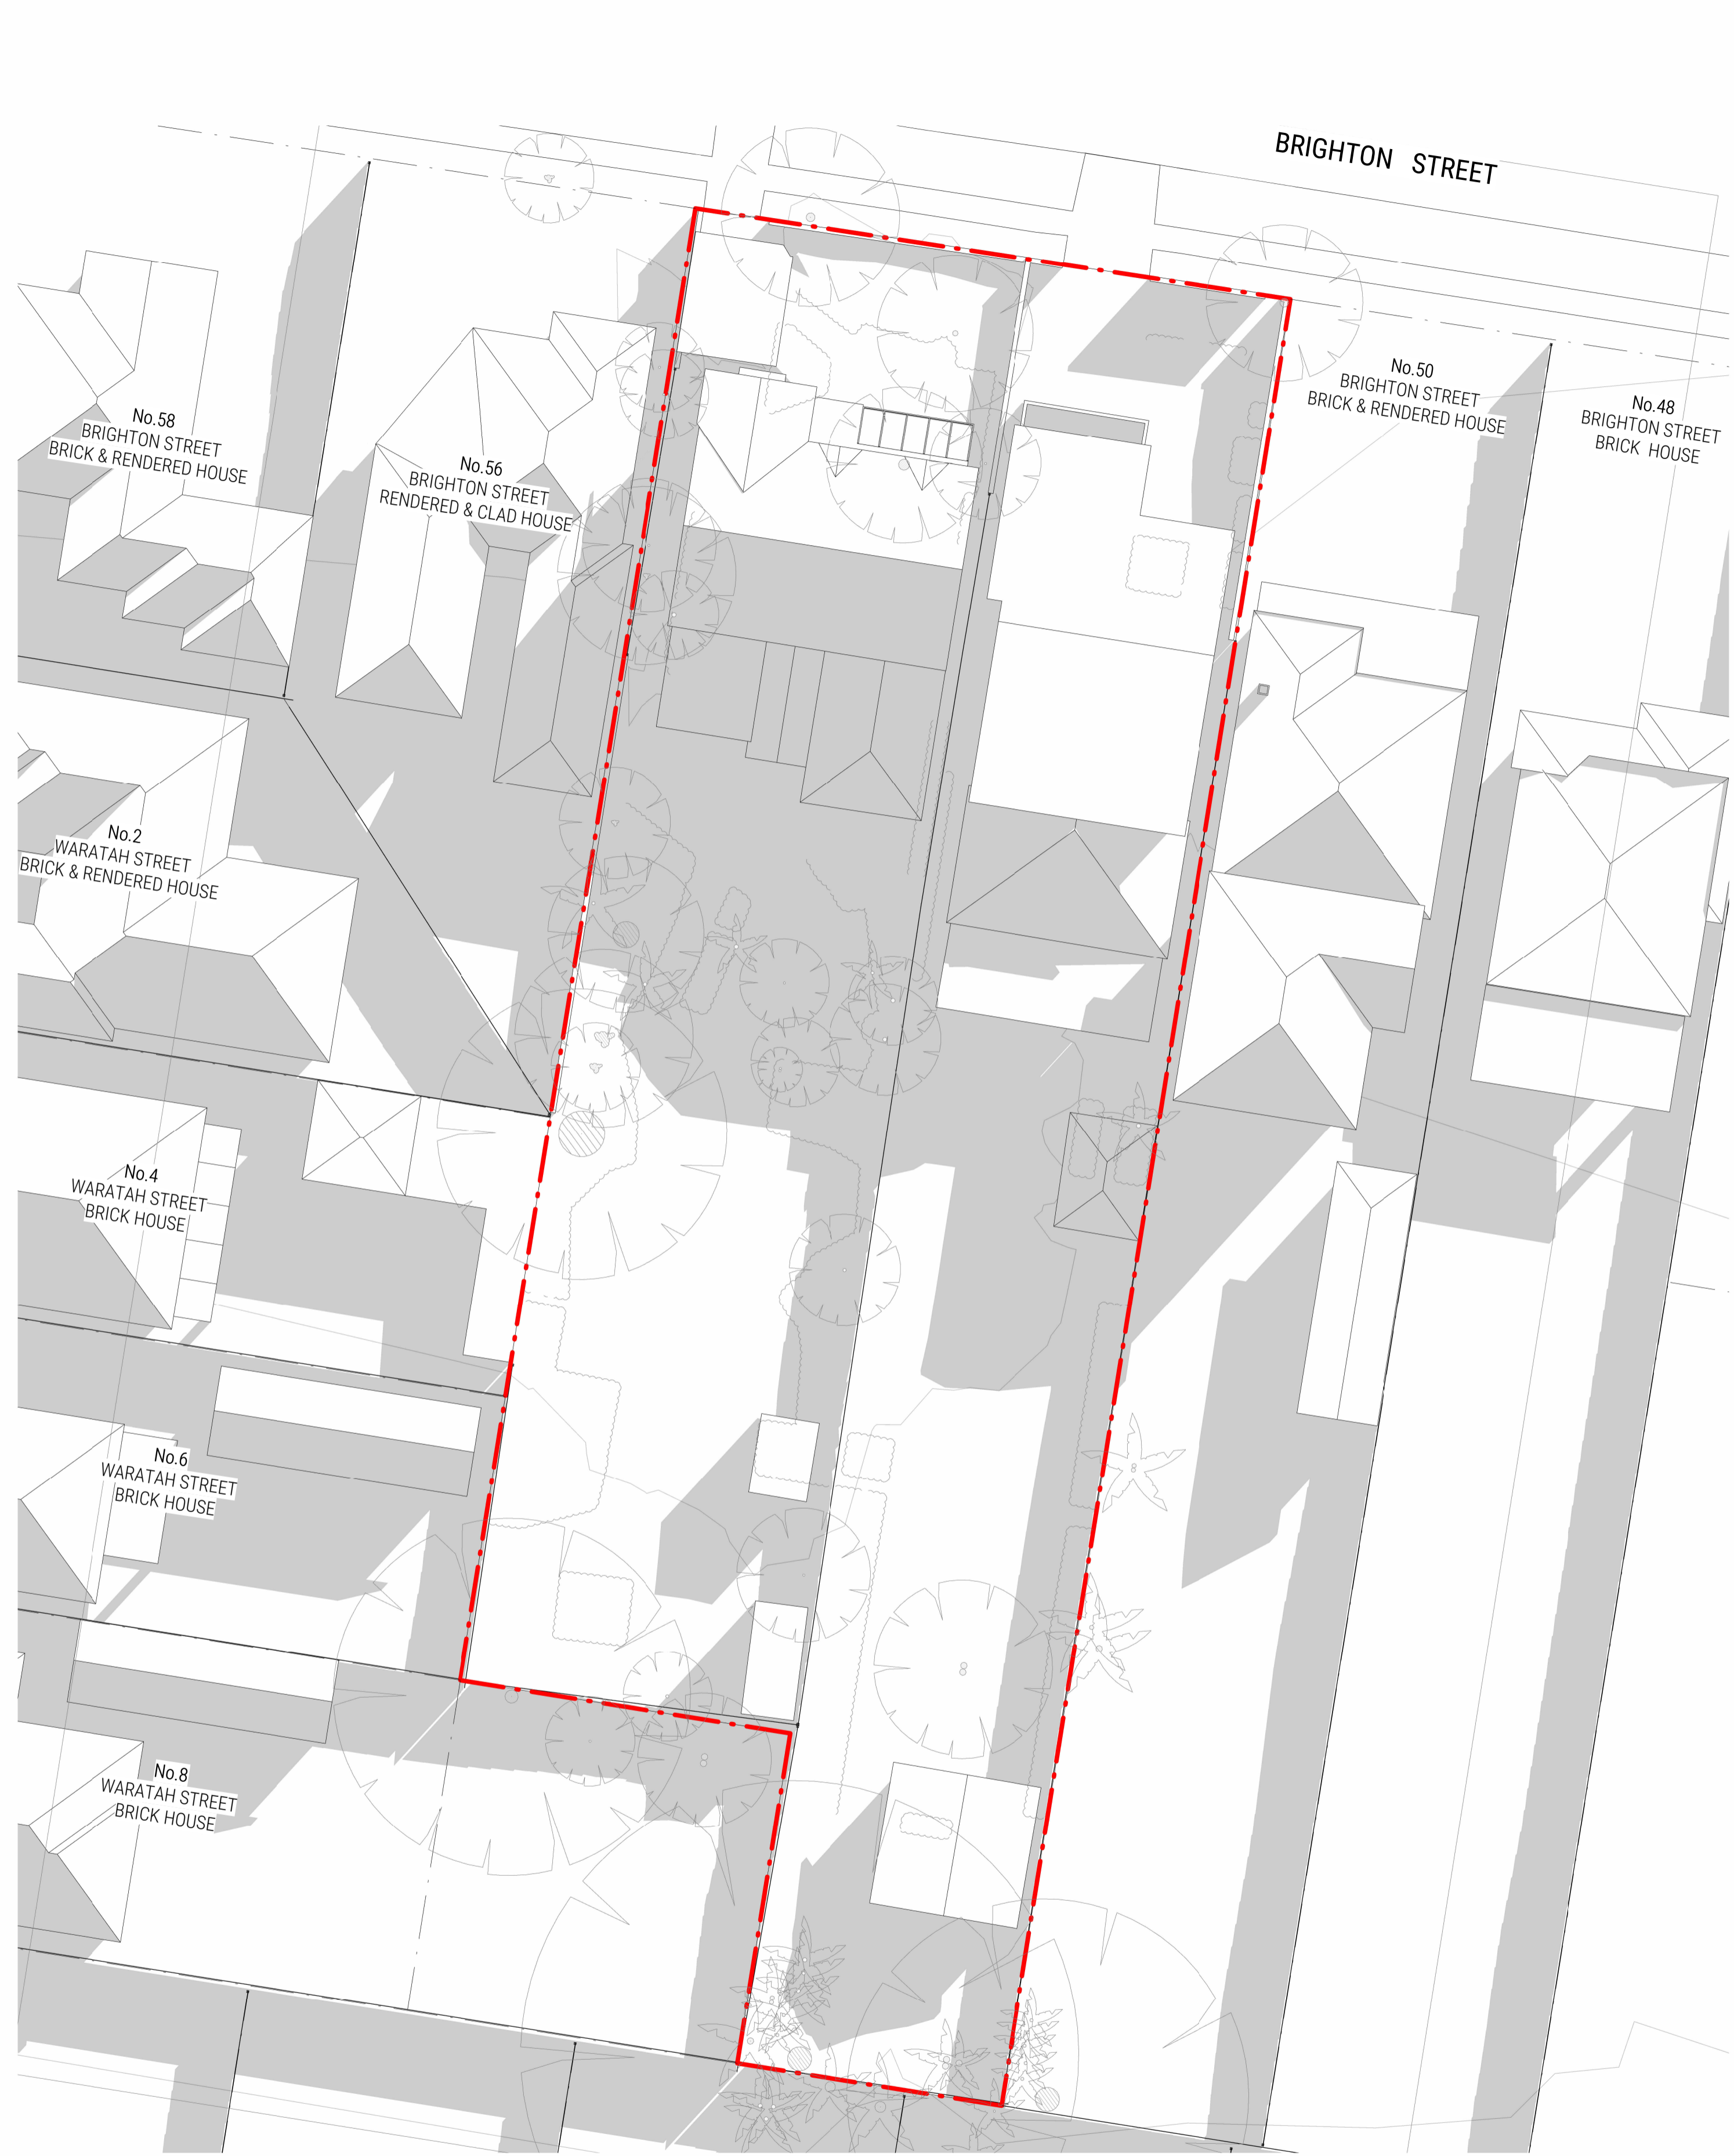 BRIGHTON STREET
No.50
BRIGHTON STREET
BRICK & RENDERED HOUSE
No.48
BRIGHTON STREET
BRICK HOUSE
No.58
BRIGHTON STREET
BRICK & RENDERED HOUSE
No.56
BRIGHTON STREET
RENDERED & CLAD HOUSE
No.2
WARATAH STREET
BRICK & RENDERED HOUSE
No.4
WARATAH STREET
BRICK HOUSE
No.6
WARATAH STREET
BRICK HOUSE
No.8
WARATAH STREET
BRICK HOUSE